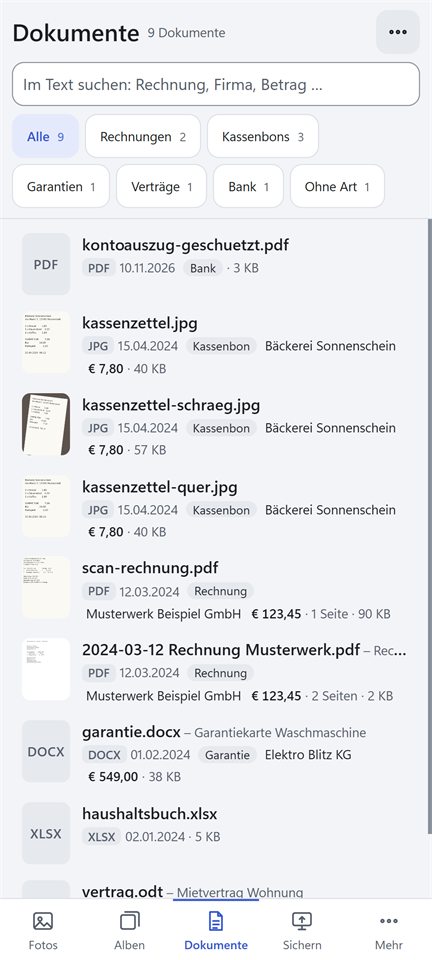 Dokumente 9 Dokumente
Im Text suchen: Rechnung, Firma, Betrag ...
Alle 9 Rechnungen 2 Kassenbons 3
Garantien 1 Verträge 1 Bank 1 Ohne Art 1
PDF kontoauszug-geschuetzt.pdf
PDF 10.11.2026 Bank · 3 KB
kassenzettel.jpg
JPG 15.04.2024 Kassenbon Bäckerei Sonnenschein
€ 7,80 · 40 KB
kassenzettel-schraeg.jpg
JPG 15.04.2024 Kassenbon Bäckerei Sonnenschein
€ 7,80 · 57 KB
kassenzettel-quer.jpg
JPG 15.04.2024 Kassenbon Bäckerei Sonnenschein
€ 7,80 · 40 KB
scan-rechnung.pdf
PDF 12.03.2024 Rechnung
Musterwerk Beispiel GmbH € 123,45 · 1 Seite · 90 KB
2024-03-12 Rechnung Musterwerk.pdf – Rec...
PDF 12.03.2024 Rechnung
Musterwerk Beispiel GmbH € 123,45 · 2 Seiten · 2 KB
DOCX garantie.docx – Garantiekarte Waschmaschine
DOCX 01.02.2024 Garantie Elektro Blitz KG
€ 549,00 · 38 KB
XLSX haushaltsbuch.xlsx
XLSX 02.01.2024 · 5 KB
vertrag.odt – Mietvertrag Wohnung
Fotos Alben Dokumente Sichern Mehr